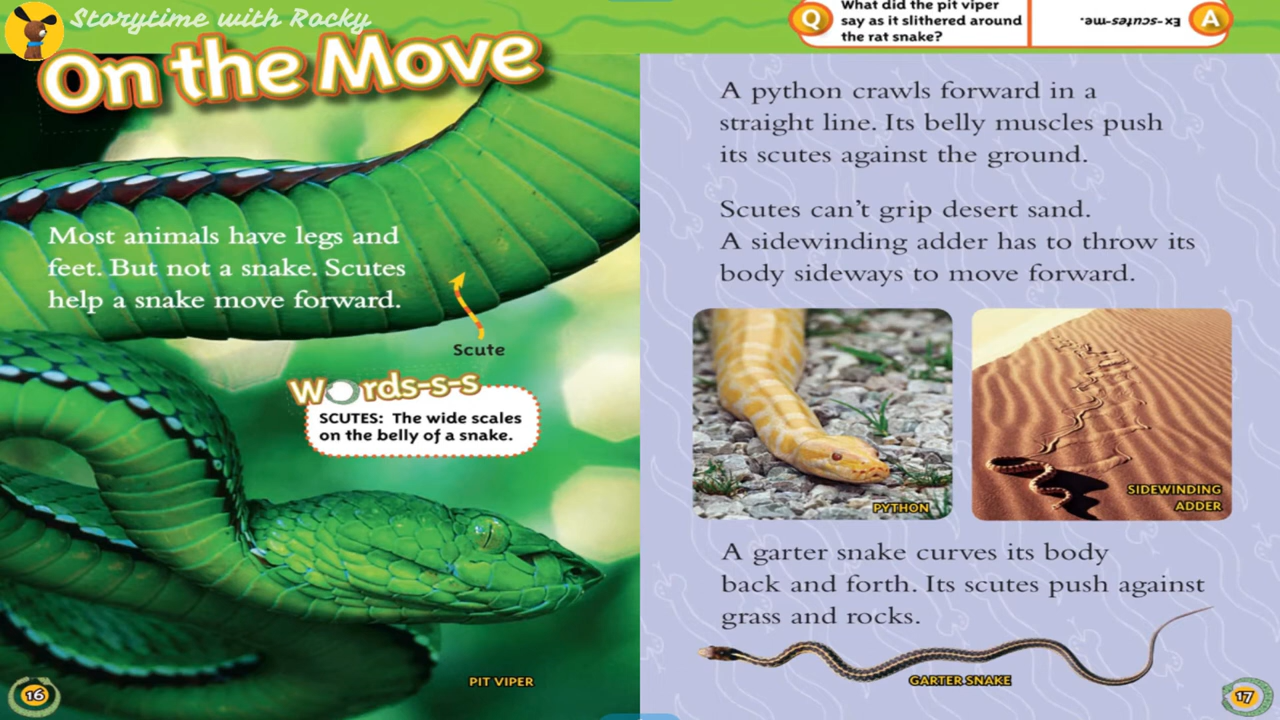 Storytime with Rocky
On the Move
Most animals have legs and
feet. But not a snake. Scutes
help a snake move forward.
Scute
Words-s-s
SCUTES: The wide scales
on the belly of a snake.
PIT VIPER
16
Q
What did the pit viper
say as it slithered around
the rat snake?
A
Ex-scutes-me.
A python crawls forward in a
straight line. Its belly muscles push
its scutes against the ground.
Scutes can't grip desert sand.
A sidewinding adder has to throw its
body sideways to move forward.
PYTHON
SIDEWINDING
ADDER
A garter snake curves its body
back and forth. Its scutes push against
grass and rocks.
GARTER SNAKE
17